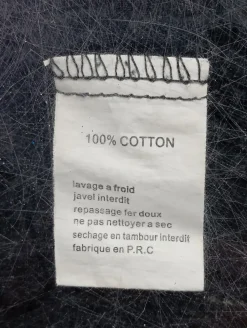 100% COTTON
lavage a froid
javel interdit
repassage fer doux
ne pas nettoyer a sec
sechage en tambour interdit
fabrique en P.R.C